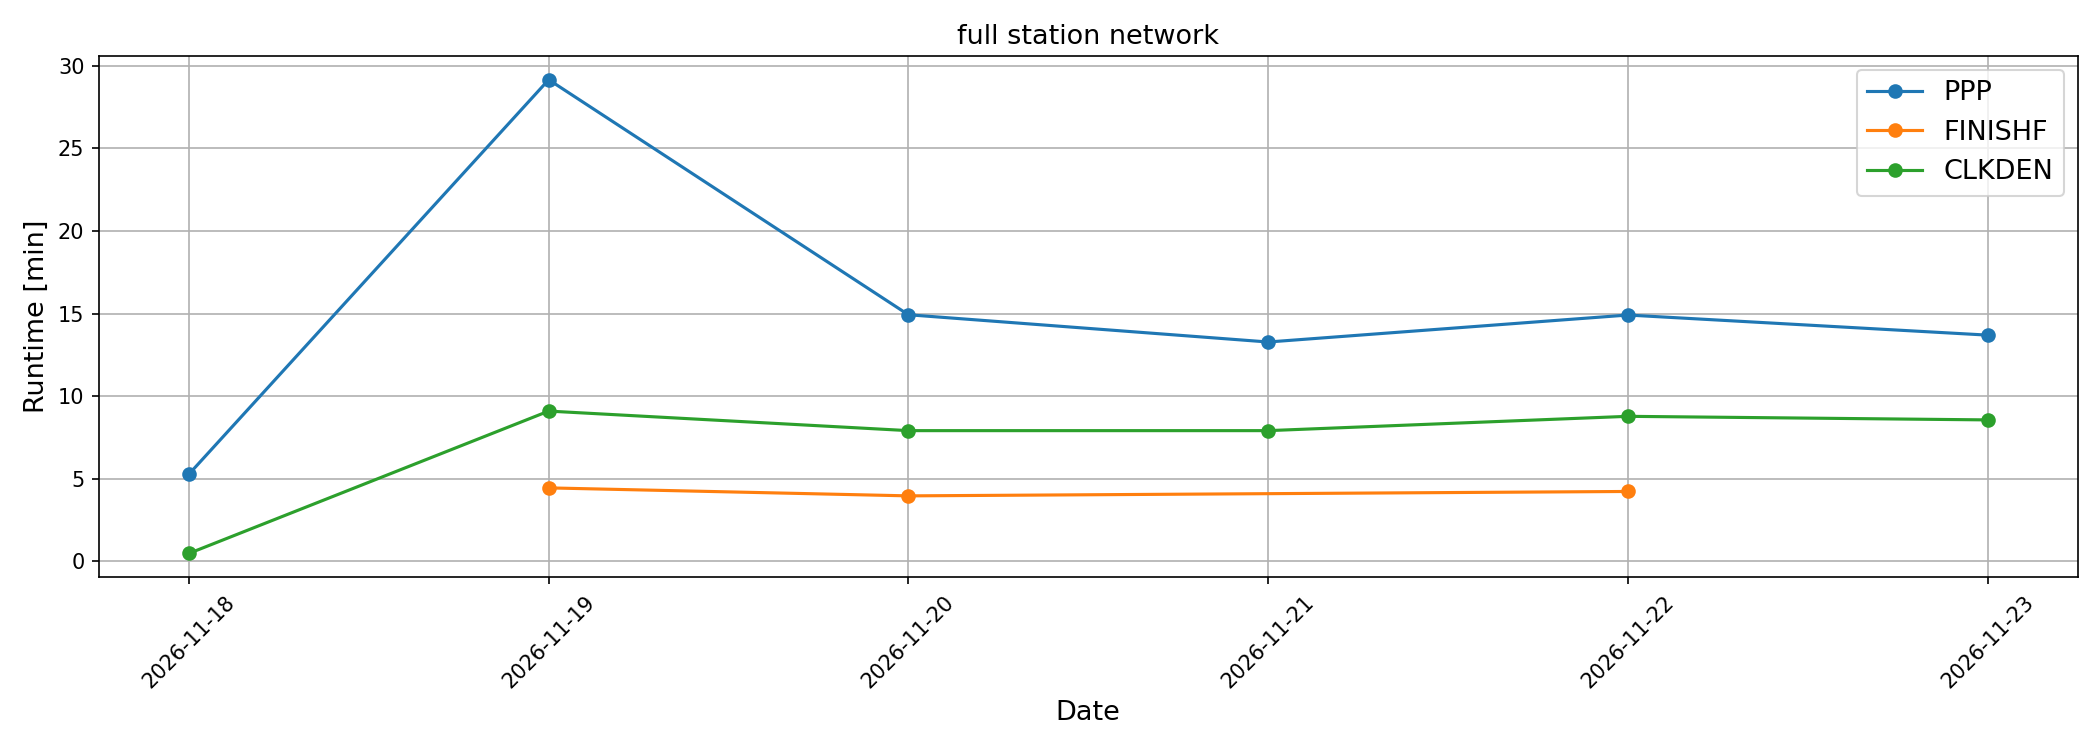 full station network
30
25
20
15
10
5
0
Runtime [min]
PPP
FINISHF
CLKDEN
2026-11-18
2026-11-19
2026-11-20
2026-11-21
2026-11-22
2026-11-23
Date